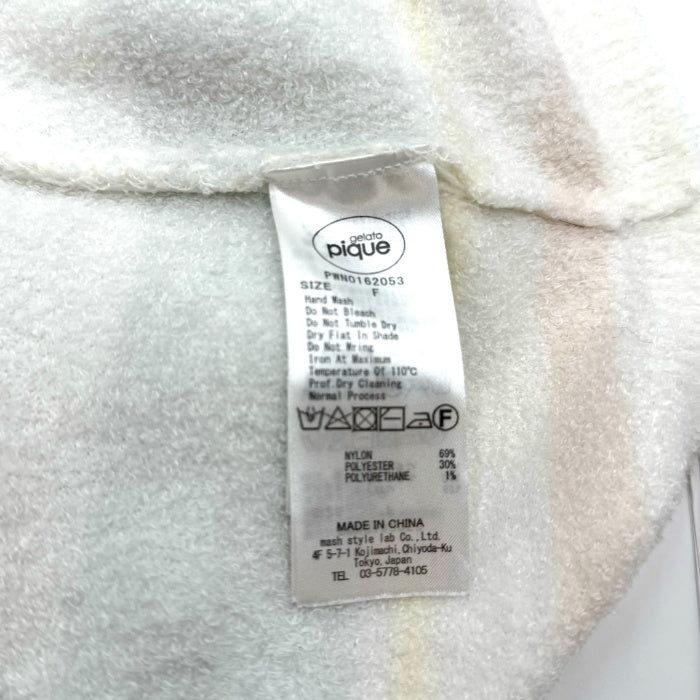 gelato
pique
PWNO162053
SIZE F
Hand Wash
Do Not Bleach
Do Not Tumble Dry
Dry Flat In Shade
Do Not Wring
Iron At Maximum
Temperature Of 110℃
Prof.Dry Cleaning
Normal Process
F
NYLON 69%
POLYESTER 30%
POLYURETHANE 1%
MADE IN CHINA
mash style lab Co.,Ltd.
4F 5-7-1 Kojimachi,Chiyoda-Ku
Tokyo,Japan
TEL 03-5778-4105